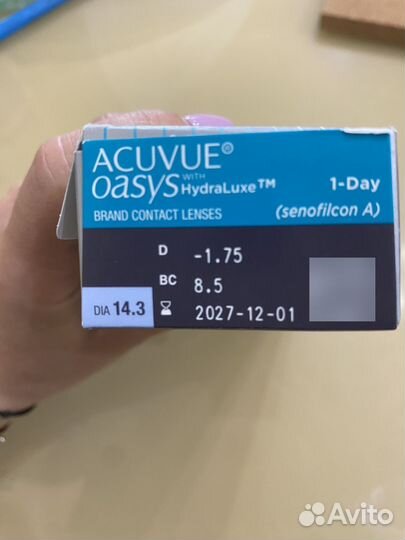 ACUVUE®
OASYS WITH HydraLuxe™ 1-Day
BRAND CONTACT LENSES (senofilcon A)
D -1.75
BC 8.5
DIA 14.3 2027-12-01
Avito